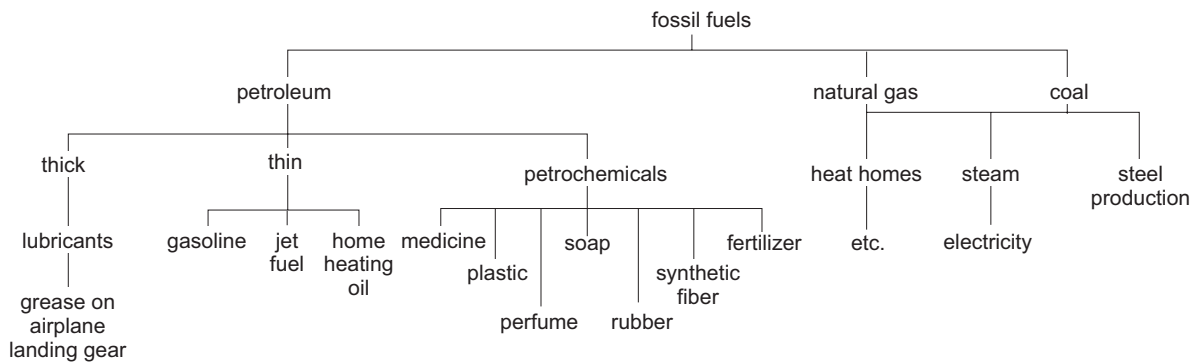 fossil fuels
petroleum
natural gas
coal
thick
thin
petrochemicals
heat homes
steam
steel
production
lubricants
gasoline
jet
fuel
home
heating
oil
medicine
plastic
perfume
soap
rubber
synthetic
fiber
fertilizer
etc.
electricity
grease on
airplane
landing gear